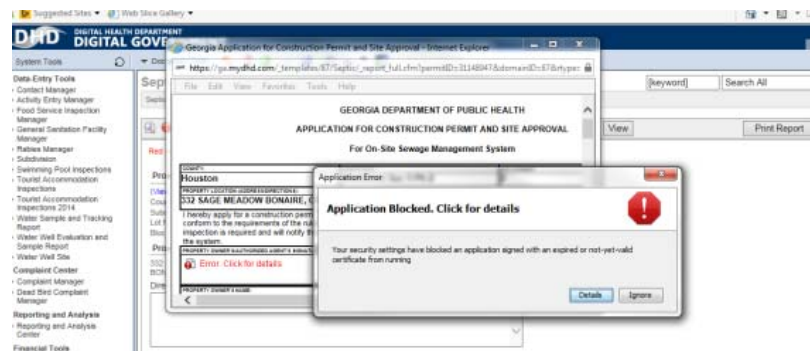 Suggested Sites
Web Slice Gallery
DHD
DIGITAL HEALTH DEPARTMENT
DIGITAL GOVE
System Tools
Data-Entry Tools
Contact Manager
Activity Entry Manager
Food Service Inspection
Manager
General Sanitation Facility
Manager
Rabies Manager
Subdivision
Swimming Pool Inspections
Tourist Accommodation
Inspections
Tourist Accommodation
Inspections 2014
Water Sample and Tracking
Report
Water Well Evaluation and
Sample Report
Water Well Site
Complaint Center
Complaint Manager
Dead Bird Complaint
Manager
Reporting and Analysis
Reporting and Analysis
Center
Financial Tools
Georgia Application for Construction Permit and Site Approval - Internet Explorer
File Edit View Favorites Tools Help
GEORGIA DEPARTMENT OF PUBLIC HEALTH
APPLICATION FOR CONSTRUCTION PERMIT AND SITE APPROVAL
For On-Site Sewage Management System
COUNTY
Houston
332 SAGE MEADOW BONAIRE,
I hereby apply for a construction perm
conform to the requirements of the rul
inspection is required and will notify th
the system.
Error. Click for details
PROPERTY OWNER'S NAME
[keyword]
Search All
View
Print Report
Application Error
Application Blocked. Click for details
Your security settings have blocked an application signed with an expired or not-yet-valid
certificate from running
Details
Ignore